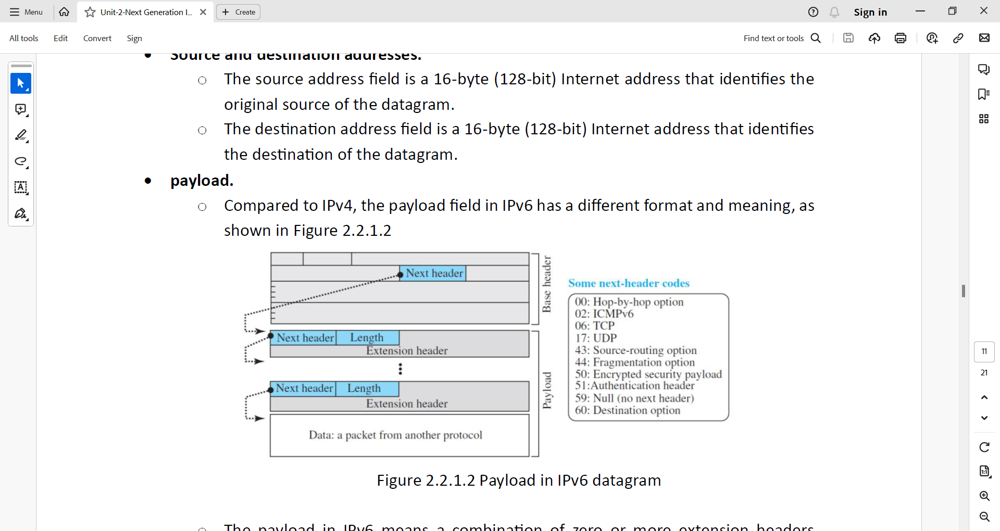 Menu
Unit-2-Next Generation I...
Create
Sign in
All tools
Edit
Convert
Sign
Find text or tools
• Source and destination addresses.
○ The source address field is a 16-byte (128-bit) Internet address that identifies the
original source of the datagram.
○ The destination address field is a 16-byte (128-bit) Internet address that identifies
the destination of the datagram.
• payload.
○ Compared to IPv4, the payload field in IPv6 has a different format and meaning, as
shown in Figure 2.2.1.2
Next header
Base header
Next header Length
Extension header
Next header Length
Extension header
Payload
Data: a packet from another protocol
Some next-header codes
00: Hop-by-hop option
02: ICMPv6
06: TCP
17: UDP
43: Source-routing option
44: Fragmentation option
50: Encrypted security payload
51:Authentication header
59: Null (no next header)
60: Destination option
Figure 2.2.1.2 Payload in IPv6 datagram
○ The payload in IPv6 means a combination of zero or more extension headers
11
21
1:1